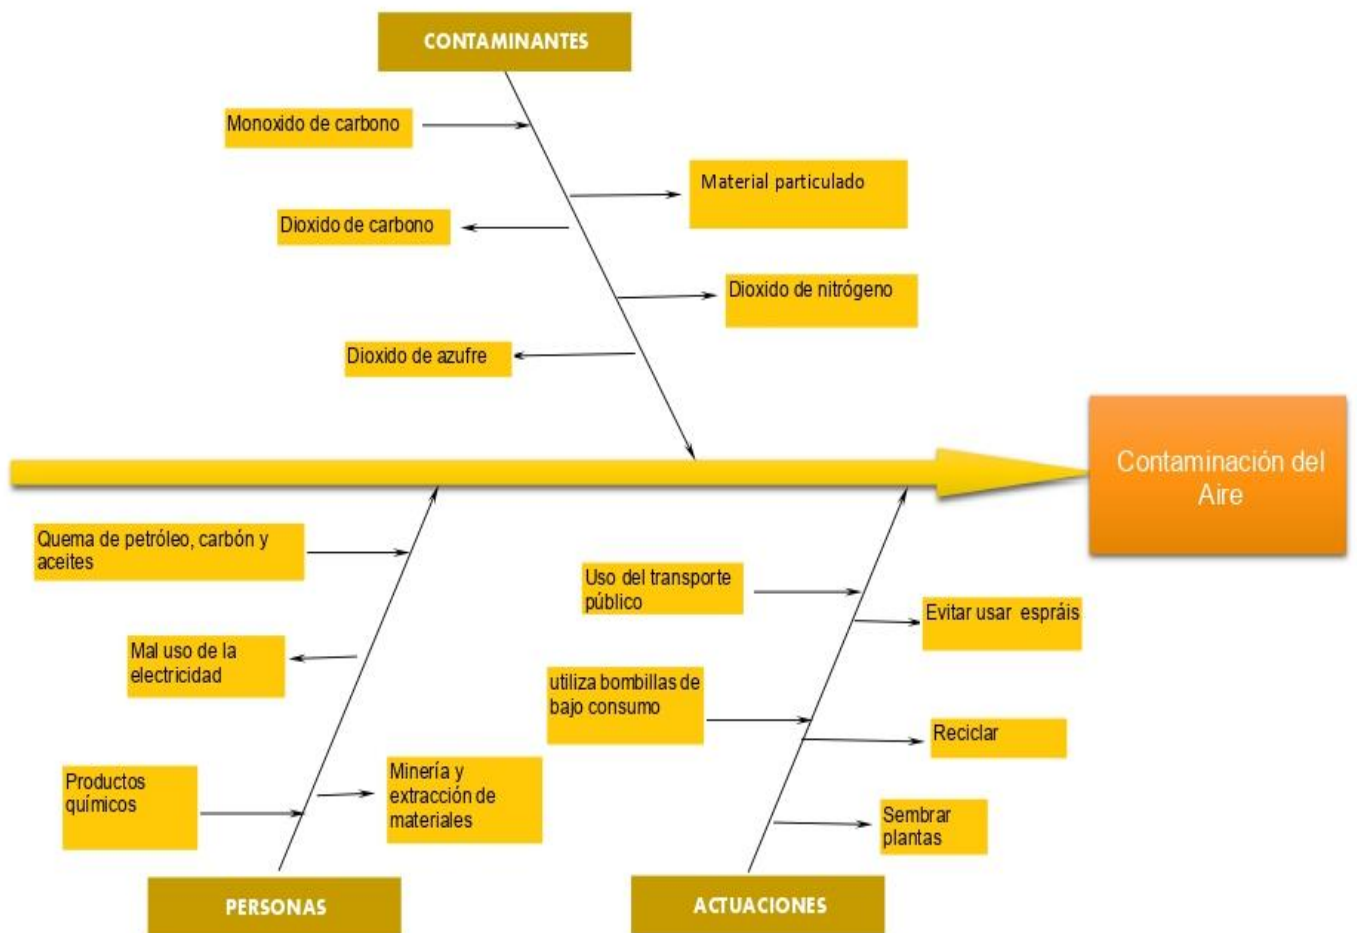 CONTAMINANTES
Monoxido de carbono
Material particulado
Dioxido de carbono
Dioxido de nitrógeno
Dioxido de azufre
Contaminación del
Aire
Quema de petróleo, carbón y
aceites
Mal uso de la
electricidad
Productos
químicos
Minería y
extracción de
materiales
PERSONAS
Uso del transporte
público
Evitar usar espráis
utiliza bombillas de
bajo consumo
Reciclar
Sembrar
plantas
ACTUACIONES